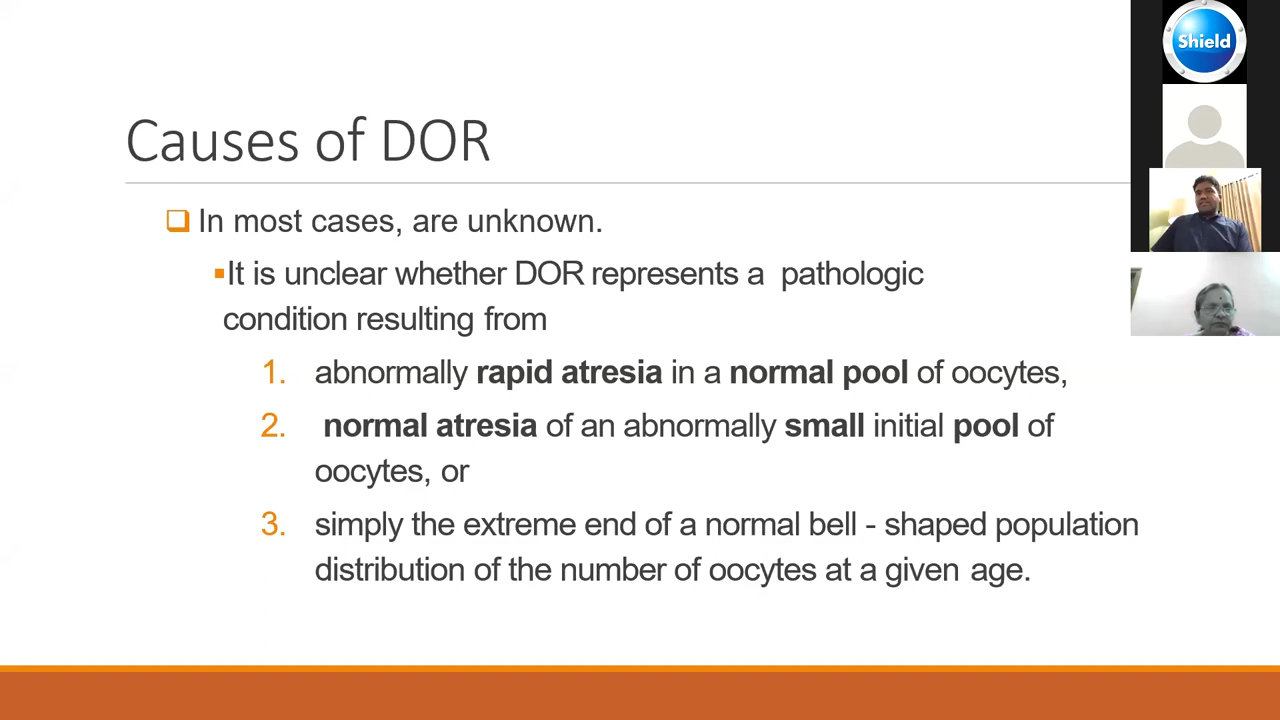 Causes of DOR
In most cases, are unknown.
It is unclear whether DOR represents a pathologic
condition resulting from
1. abnormally rapid atresia in a normal pool of oocytes,
2. normal atresia of an abnormally small initial pool of
oocytes, or
3. simply the extreme end of a normal bell - shaped population
distribution of the number of oocytes at a given age.
Shield